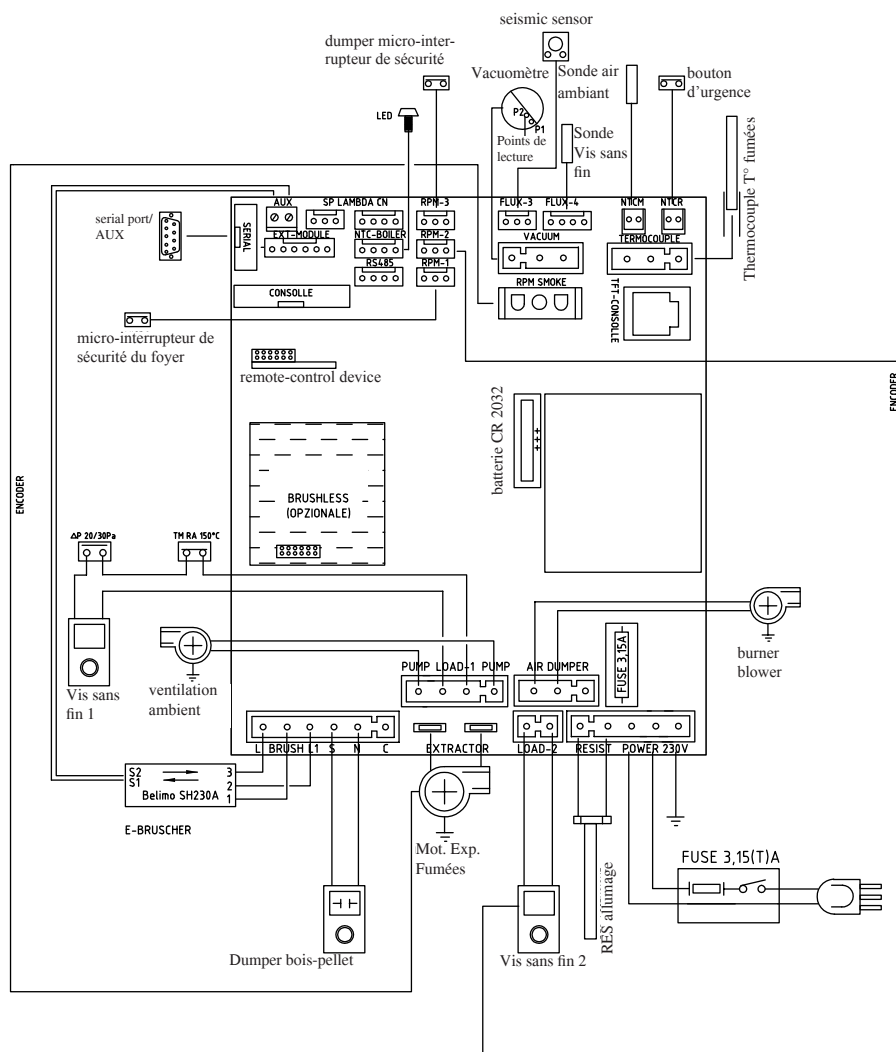 seismic sensor
dumper micro-inter-
rupteur de sécurité
Vacuomètre
Sonde air
ambiant
bouton
d'urgence
LED
P2
P1
Points de
lecture
Sonde
Vis sans
fin
Thermocouple T° fumées
serial port/
AUX
AUX
SP LAMBDA CN
RPM-3
FLUX-3
FLUX-4
NTCM
NTCR
SERIAL
EXT-MODULE
NTC-BOILER
RPM-2
VACUUM
TERMOCOUPLE
RS485
RPM-1
RPM SMOKE
TFT-CONSOLLE
CONSOLLE
micro-interrupteur de
sécurité du foyer
remote-control device
ENCODER
batterie CR 2032
+++
ENCODER
BRUSHLESS
(OPZIONALE)
ΔP 20/30Pa
TM RA 150°C
Vis sans
fin 1
ventilation
ambient
PUMP LOAD-1 PUMP
AIR DUMPER
FUSE 3,15A
burner
blower
L BRUSH L1 S N C
EXTRACTOR
LOAD-2
RESIST POWER 230V
S2
S1
3
2
1
Belimo SH230A
E-BRUSCHER
Mot. Exp.
Fumées
RES allumage
FUSE 3,15(T)A
Dumper bois-pellet
Vis sans fin 2